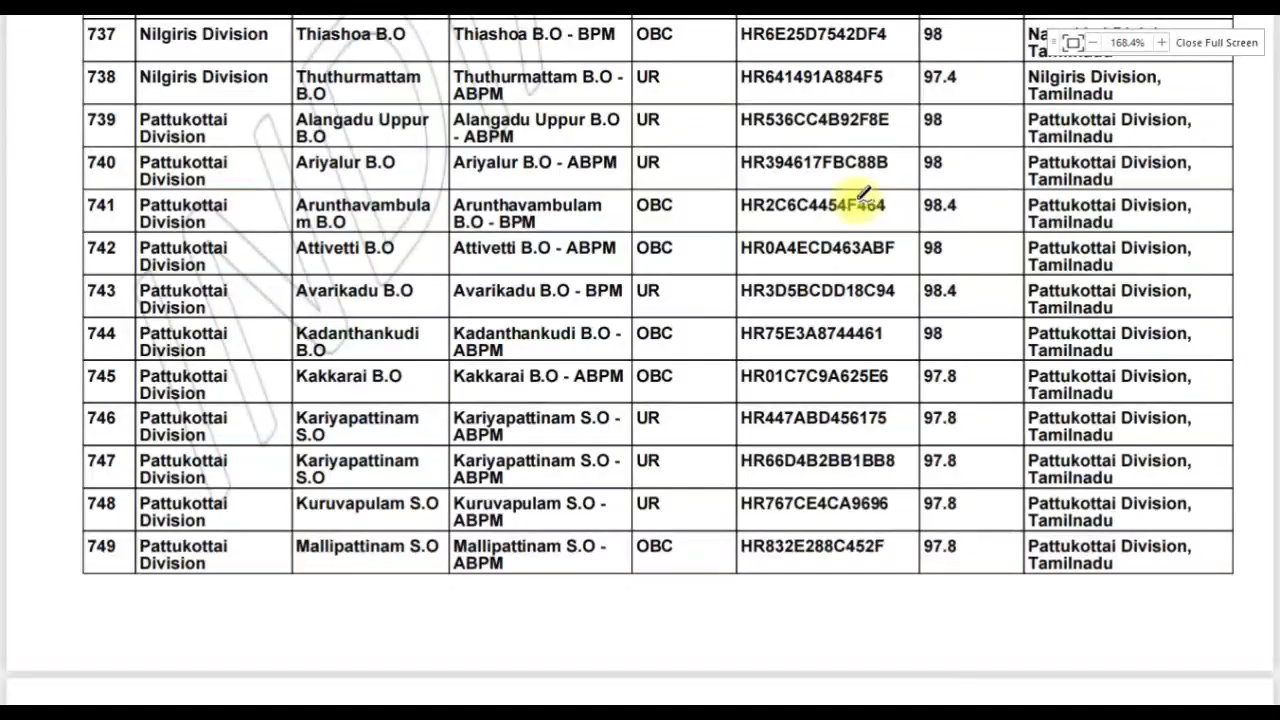 737 Nilgiris Division Thiashoa B.O Thiashoa B.O - BPM OBC HR6E25D7542DF4 98
168.4% Close Full Screen
738 Nilgiris Division Thuthurmattam Thuthurmattam B.O - UR HR641491A884F5 97.4 Nilgiris Division,
B.O ABPM Tamilnadu
739 Pattukottai Alangadu Uppur Alangadu Uppur B.O UR HR536CC4B92F8E 98 Pattukottai Division,
Division B.O - ABPM Tamilnadu
740 Pattukottai Ariyalur B.O Ariyalur B.O - ABPM UR HR394617FBC88B 98 Pattukottai Division,
Division Tamilnadu
741 Pattukottai Arunthavambula Arunthavambulam OBC HR2C6C4454F464 98.4 Pattukottai Division,
Division m B.O B.O - BPM Tamilnadu
742 Pattukottai Attivetti B.O Attivetti B.O - ABPM OBC HR0A4ECD463ABF 98 Pattukottai Division,
Division Tamilnadu
743 Pattukottai Avarikadu B.O Avarikadu B.O - BPM UR HR3D5BCDD18C94 98.4 Pattukottai Division,
Division Tamilnadu
744 Pattukottai Kadanthankudi Kadanthankudi B.O - OBC HR75E3A8744461 98 Pattukottai Division,
Division B.O ABPM Tamilnadu
745 Pattukottai Kakkarai B.O Kakkarai B.O - ABPM OBC HR01C7C9A625E6 97.8 Pattukottai Division,
Division Tamilnadu
746 Pattukottai Kariyapattinam Kariyapattinam S.O - UR HR447ABD456175 97.8 Pattukottai Division,
Division S.O ABPM Tamilnadu
747 Pattukottai Kariyapattinam Kariyapattinam S.O - UR HR66D4B2BB1BB8 97.8 Pattukottai Division,
Division S.O ABPM Tamilnadu
748 Pattukottai Kuruvapulam S.O Kuruvapulam S.O - UR HR767CE4CA9696 97.8 Pattukottai Division,
Division ABPM Tamilnadu
749 Pattukottai Mallipattinam S.O Mallipattinam S.O - OBC HR832E288C452F 97.8 Pattukottai Division,
Division ABPM Tamilnadu